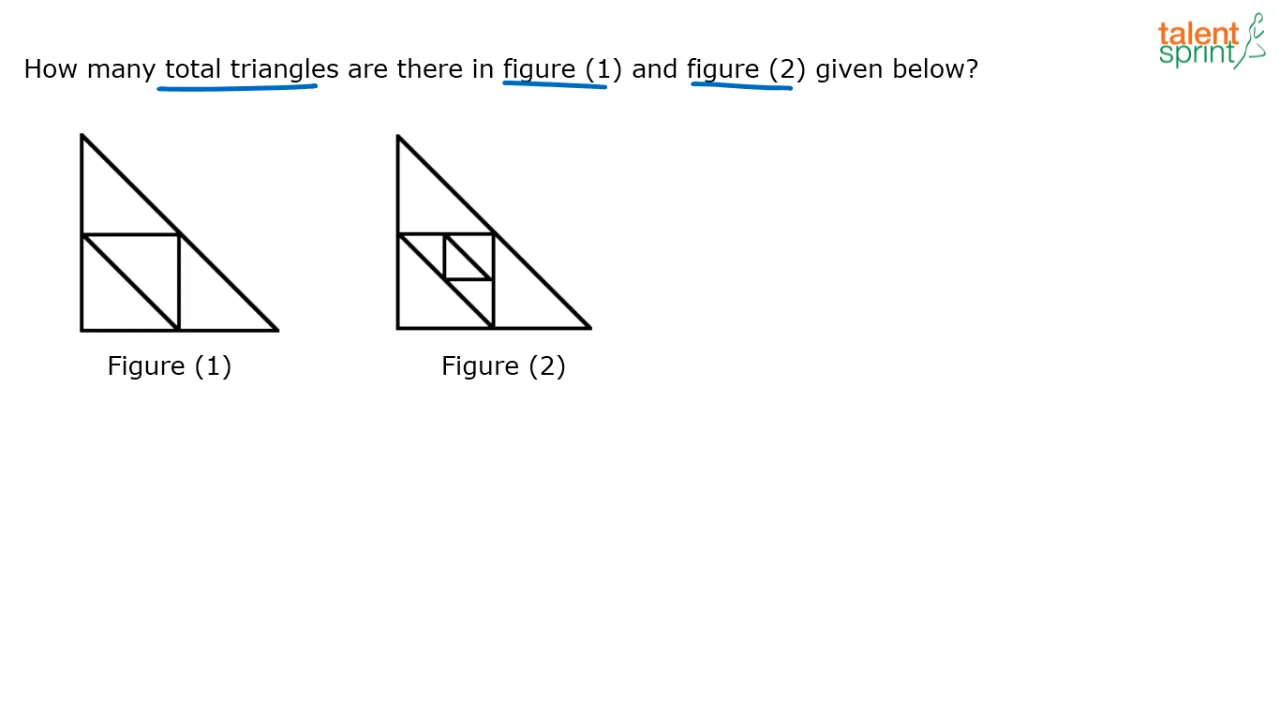 talent
sprint
How many total triangles are there in figure (1) and figure (2) given below?
Figure (1)
Figure (2)